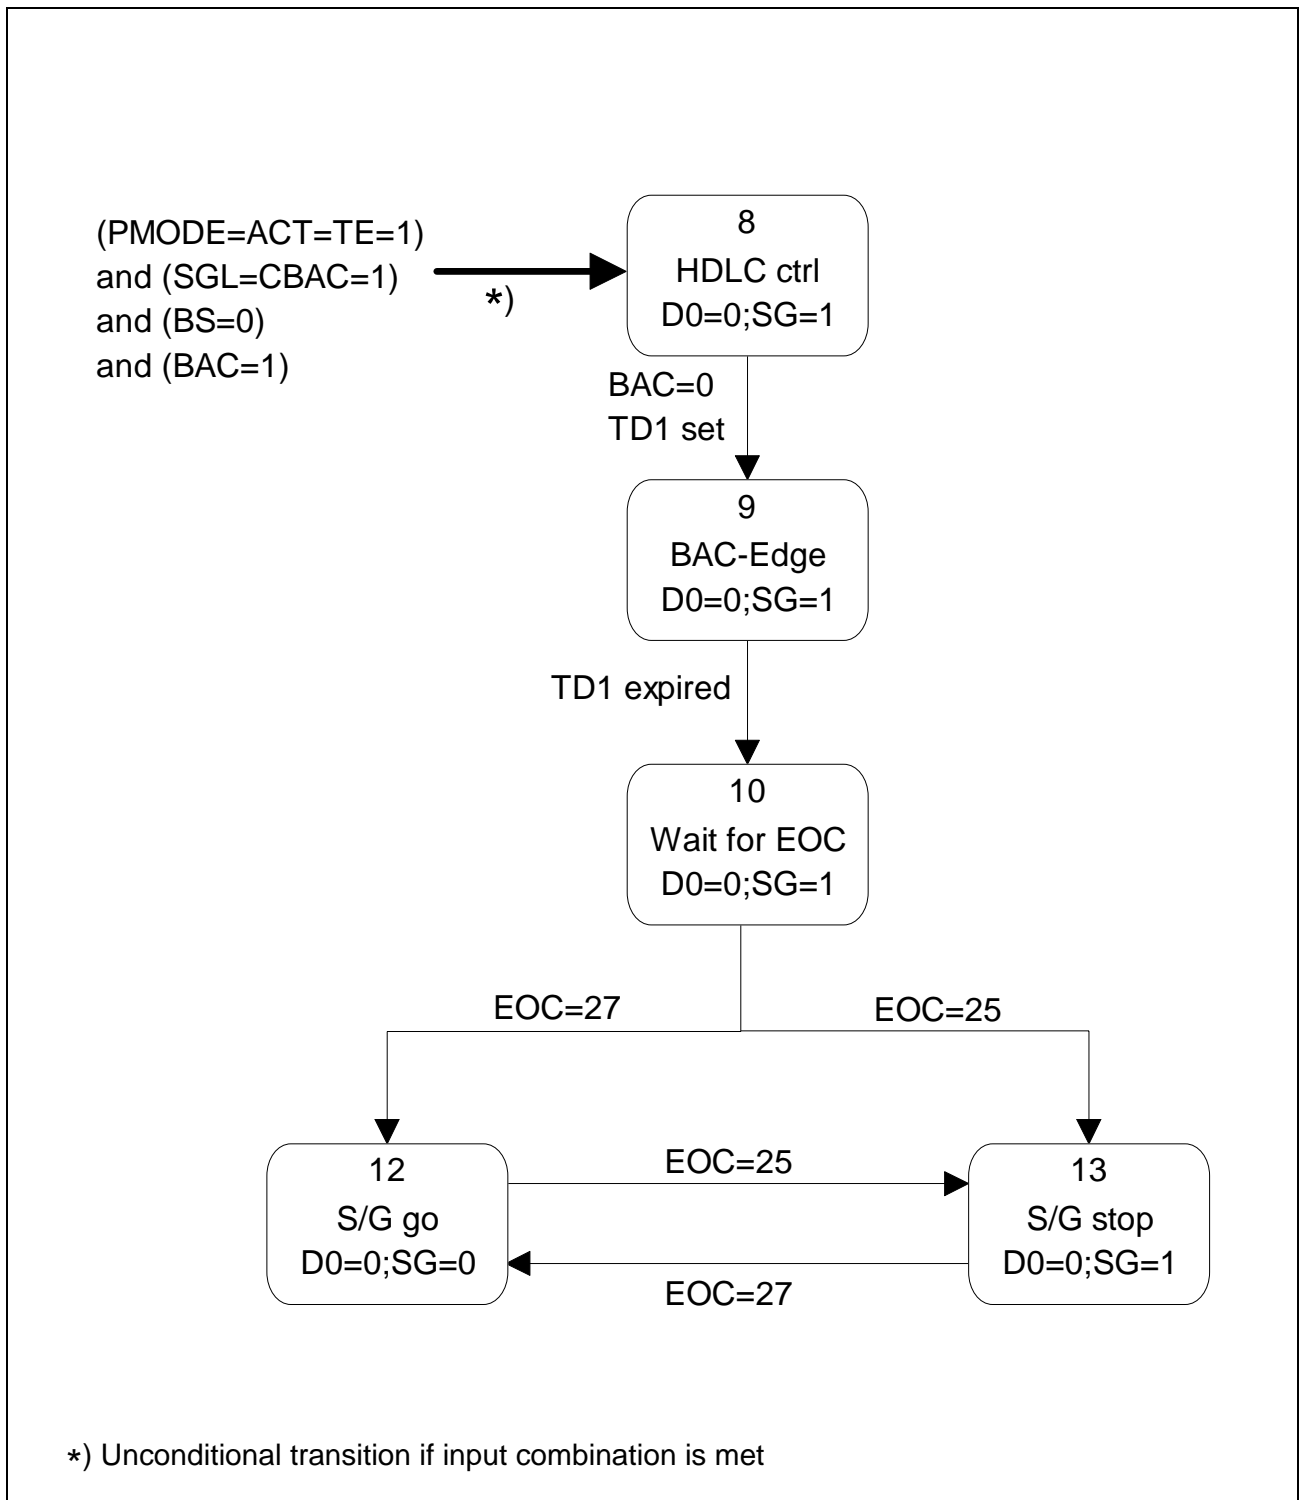 (PMODE=ACT=TE=1)
and (SGL=CBAC=1)
and (BS=0)
and (BAC=1)
*)
8
HDLC ctrl
D0=0;SG=1
BAC=0
TD1 set
9
BAC-Edge
D0=0;SG=1
TD1 expired
10
Wait for EOC
D0=0;SG=1
EOC=27
EOC=25
12
S/G go
D0=0;SG=0
EOC=25
EOC=27
13
S/G stop
D0=0;SG=1
*) Unconditional transition if input combination is met